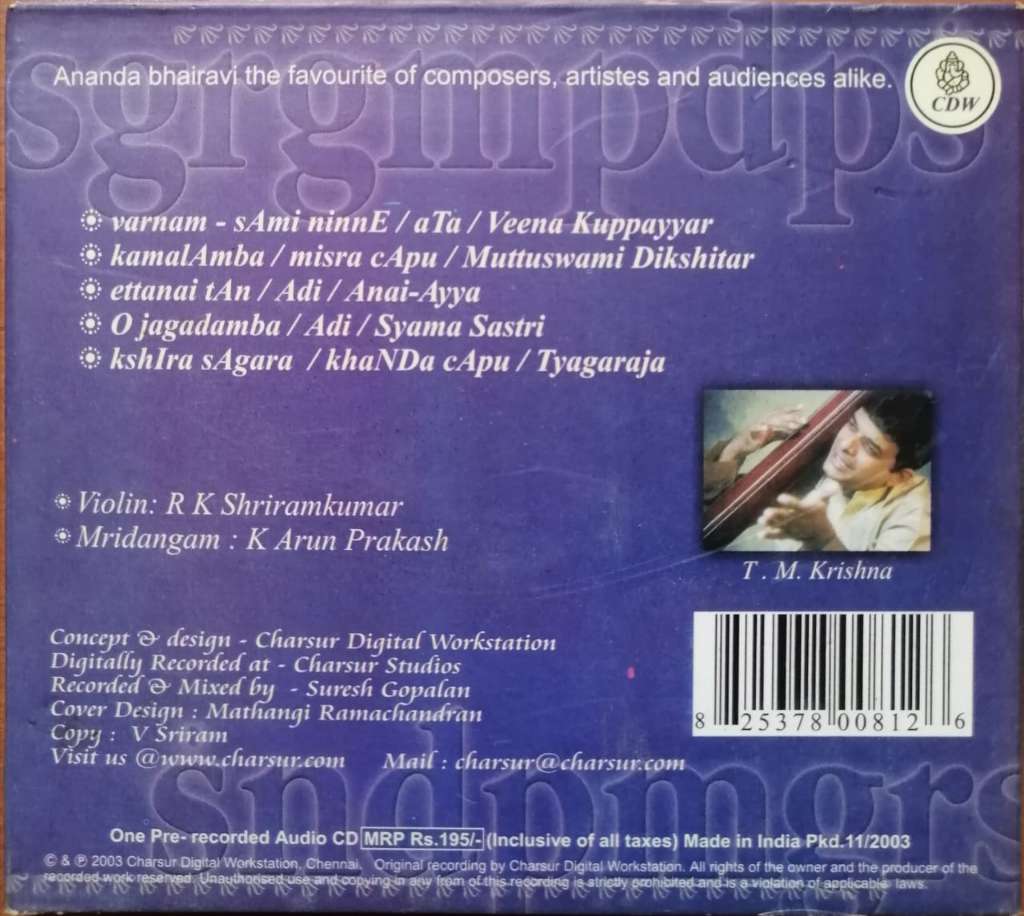 sgrgmpdps
Ananda bhairavi the favourite of composers, artistes and audiences alike.
CDW
varnam - sAmi ninnE / aTa / Veena Kuppayyar
kamalAmba / misra cApu / Muttuswami Dikshitar
ettanai tAn / Adi / Anai-Ayya
O jagadamba / Adi / Syama Sastri
kshIra sAgara / khaNDa cApu / Tyagaraja
Violin: R K Shriramkumar
Mridangam : K Arun Prakash
T . M. Krishna
Concept & design - Charsur Digital Workstation
Digitally Recorded at - Charsur Studios
Recorded & Mixed by - Suresh Gopalan
Cover Design : Mathangi Ramachandran
Copy : V Sriram
Visit us @www.charsur.com Mail : charsur@charsur.com
8 25378 00812 6
sndpmgrs
One Pre- recorded Audio CD MRP Rs.195/- (Inclusive of all taxes) Made in India Pkd.11/2003
© & ℗ 2003 Charsur Digital Workstation, Chennai. Original recording by Charsur Digital Workstation. All rights of the owner and the producer of the
recorded work reserved. Unauthorised use and copying in any from of this recording is strictly prohibited and is a violation of applicable laws.